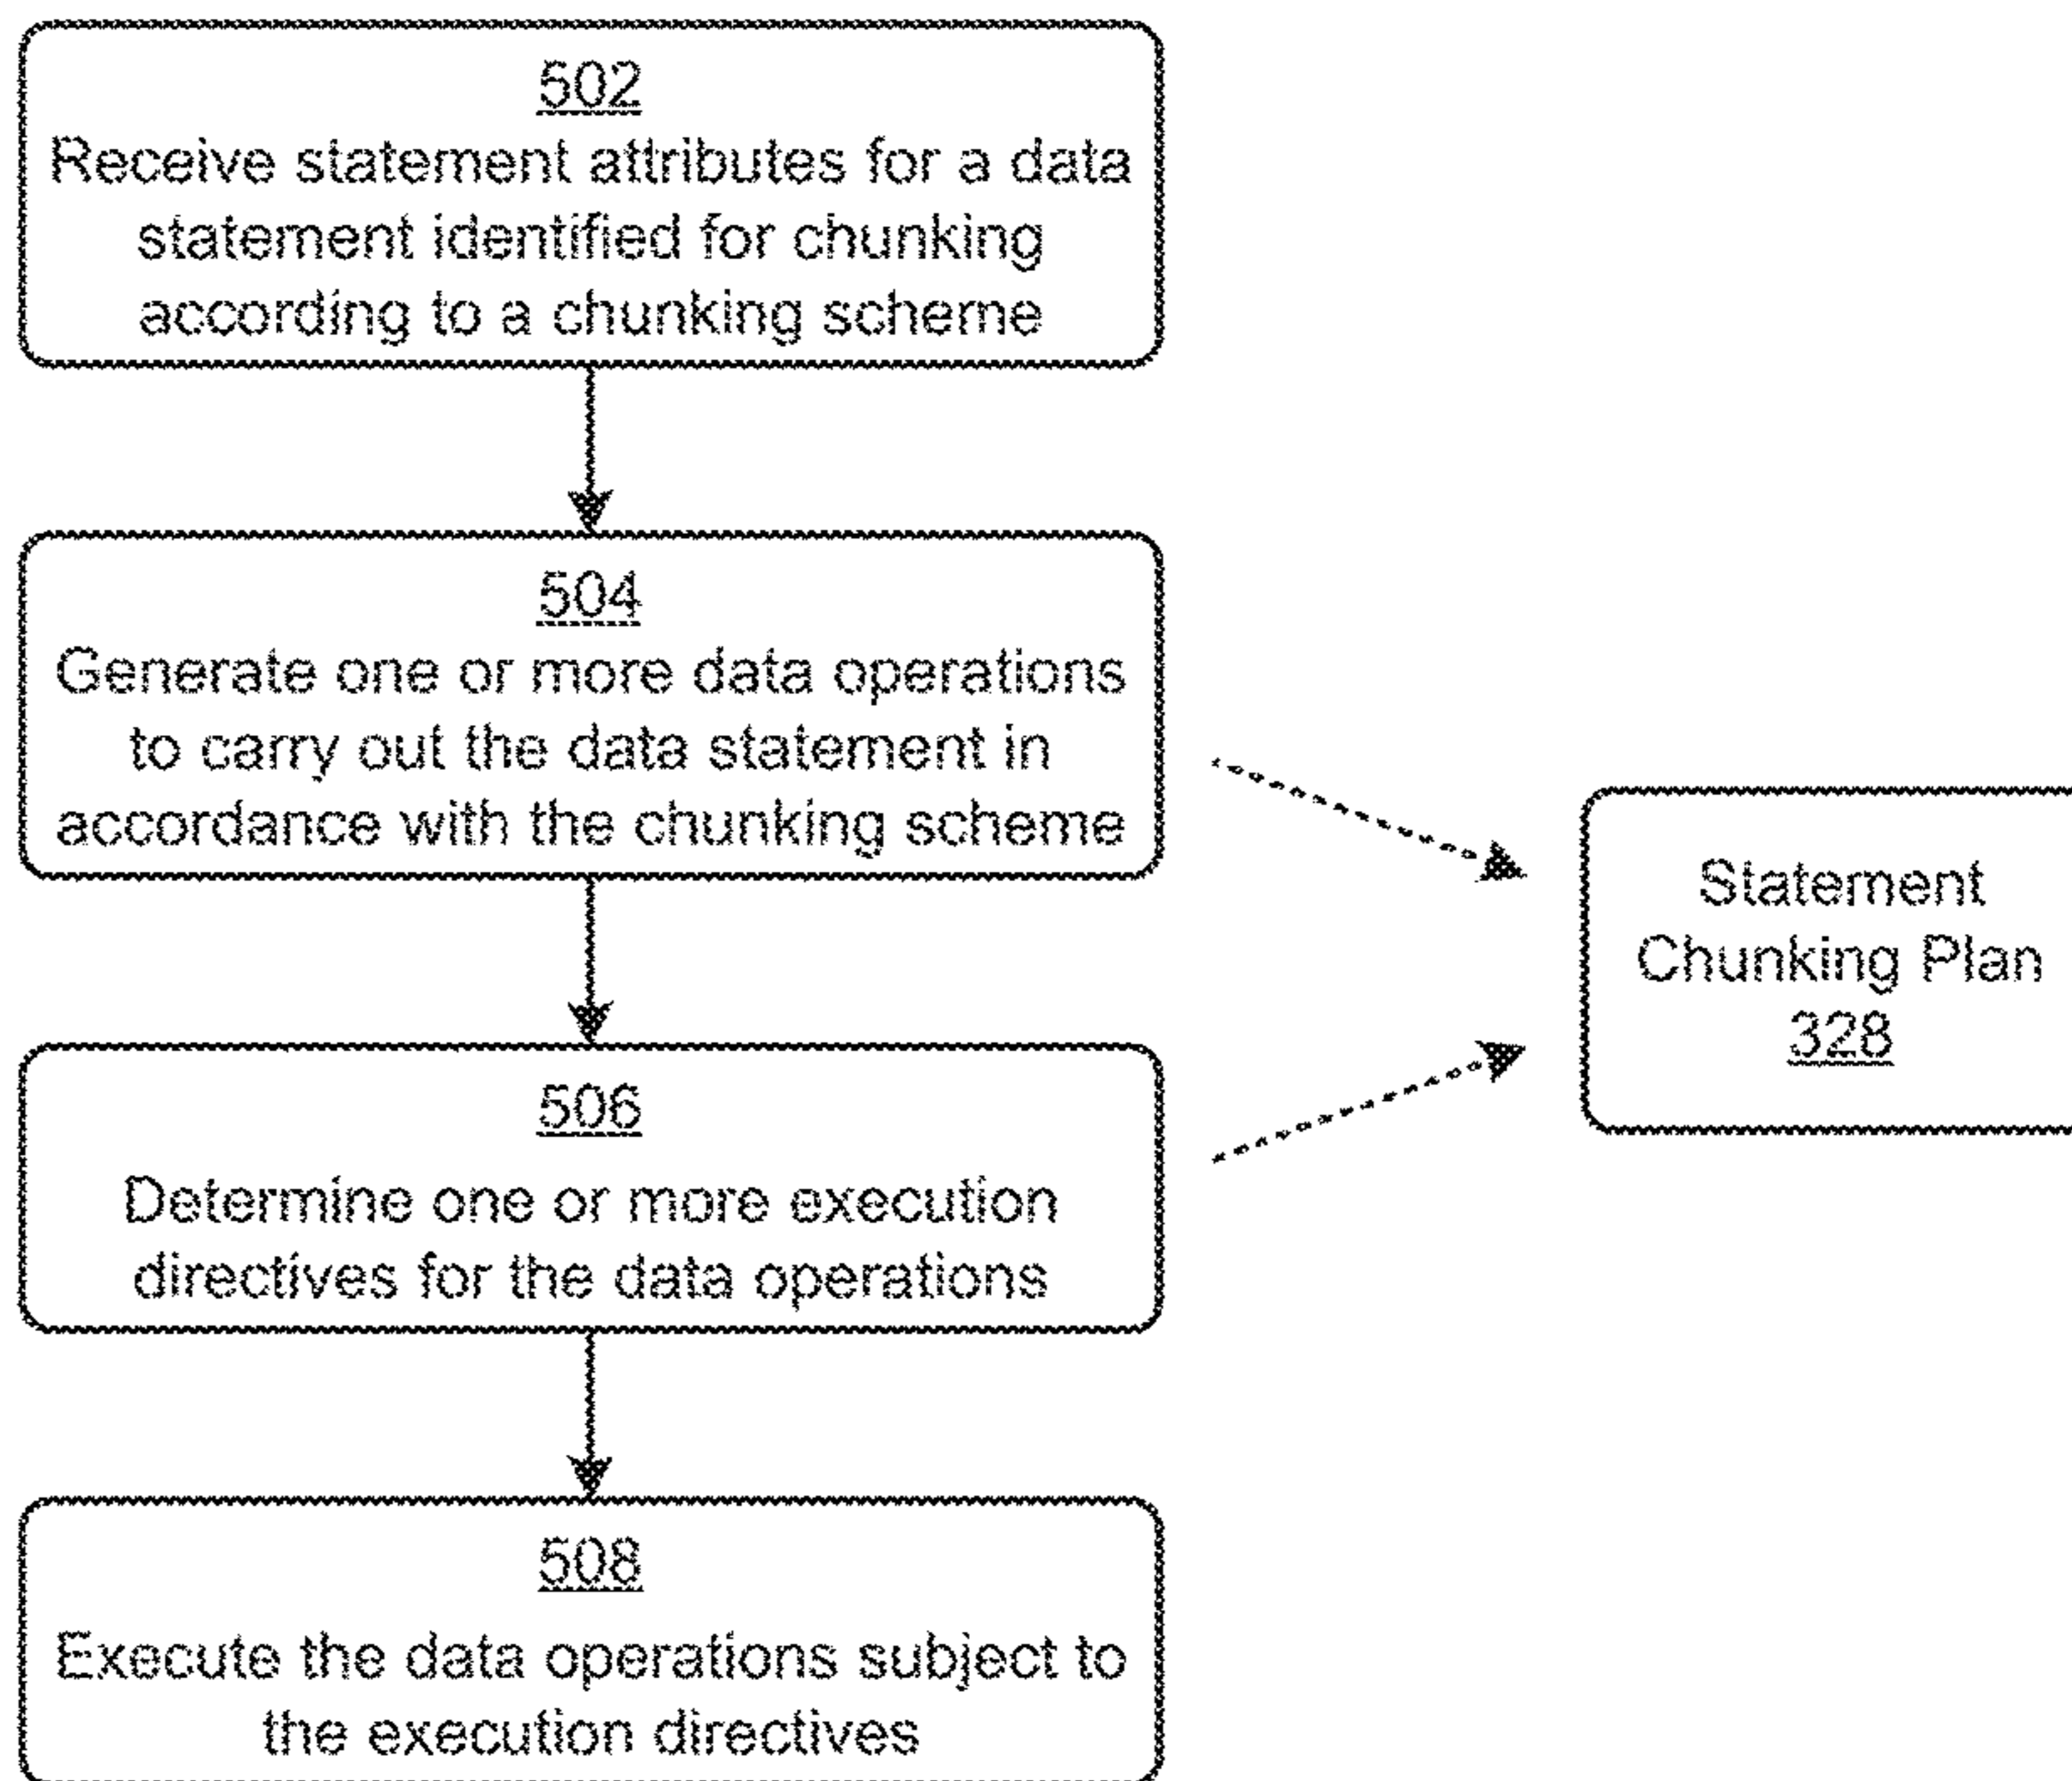 502
Receive statement attributes for a data
statement identified for chunking
according to a chunking scheme
504
Generate one or more data operations
to carry out the data statement in
accordance with the chunking scheme
Statement
Chunking Plan
328
506
Determine one or more execution
directives for the data operations
508
Execute the data operations subject to
the execution directives